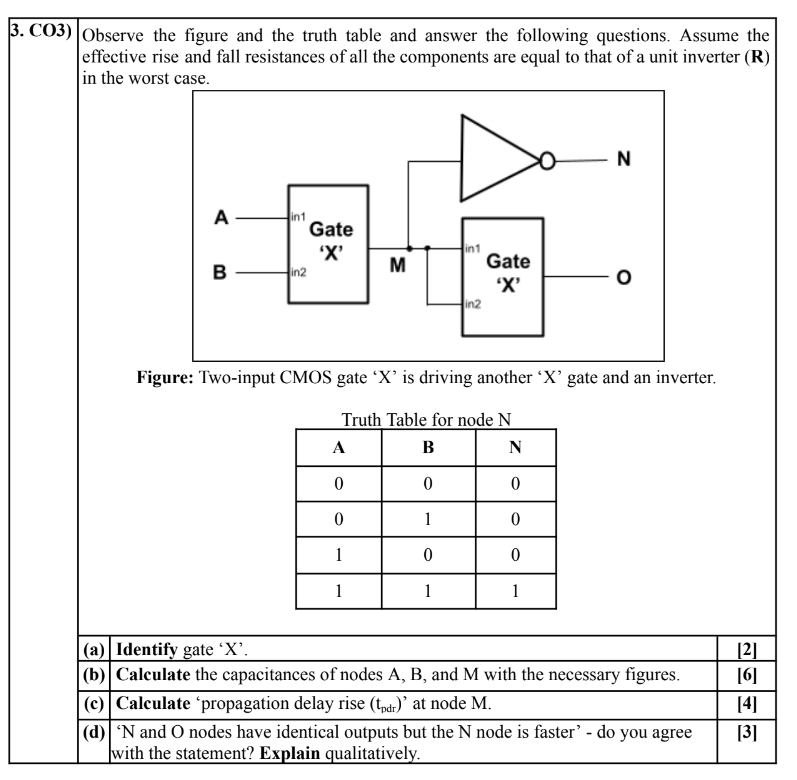 3. CO3) Observe the figure and the truth table and answer the following questions. Assume the
effective rise and fall resistances of all the components are equal to that of a unit inverter (R)
in the worst case.
N
A in1 Gate
'X'
B in2
M
in1 Gate
'X'
in2
O
Figure: Two-input CMOS gate 'X' is driving another 'X' gate and an inverter.
Truth Table for node N
A B N
0 0 0
0 1 0
1 0 0
1 1 1
(a) Identify gate 'X'. [2]
(b) Calculate the capacitances of nodes A, B, and M with the necessary figures. [6]
(c) Calculate 'propagation delay rise (tpdr)' at node M. [4]
(d) 'N and O nodes have identical outputs but the N node is faster' - do you agree [3]
with the statement? Explain qualitatively.